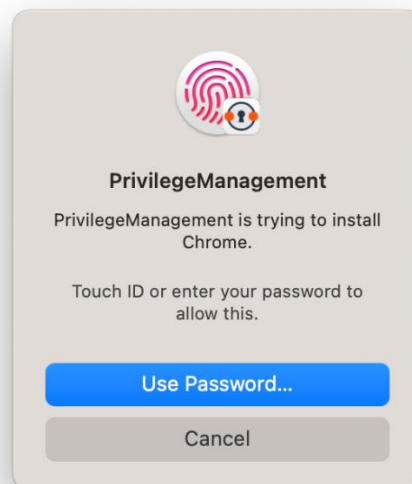 PrivilegeManagement
PrivilegeManagement is trying to install
Chrome.
Touch ID or enter your password to
allow this.
Use Password...
Cancel